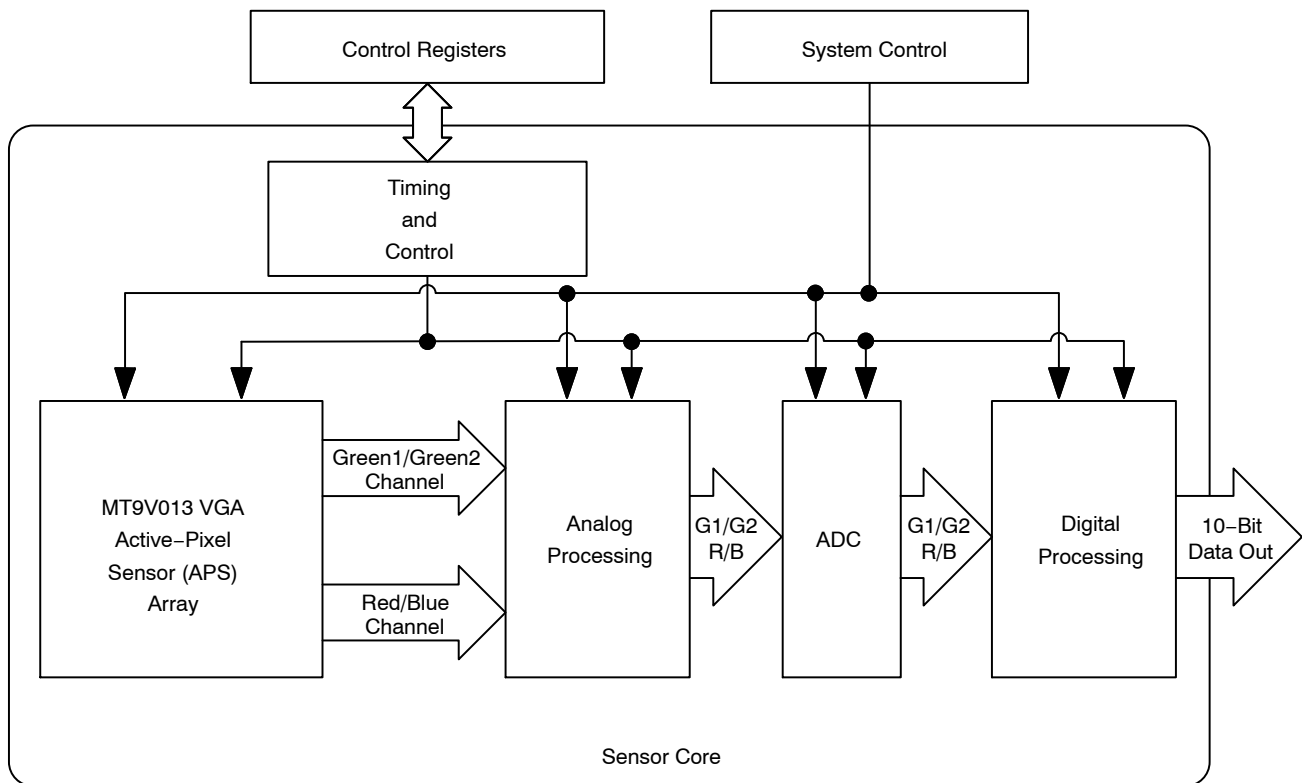 Control Registers
System Control
Timing
and
Control
Green1/Green2
Channel
MT9V013 VGA
Active−Pixel
Sensor (APS)
Array
Red/Blue
Channel
Analog
Processing
G1/G2
R/B
ADC
G1/G2
R/B
Digital
Processing
10−Bit
Data Out
Sensor Core